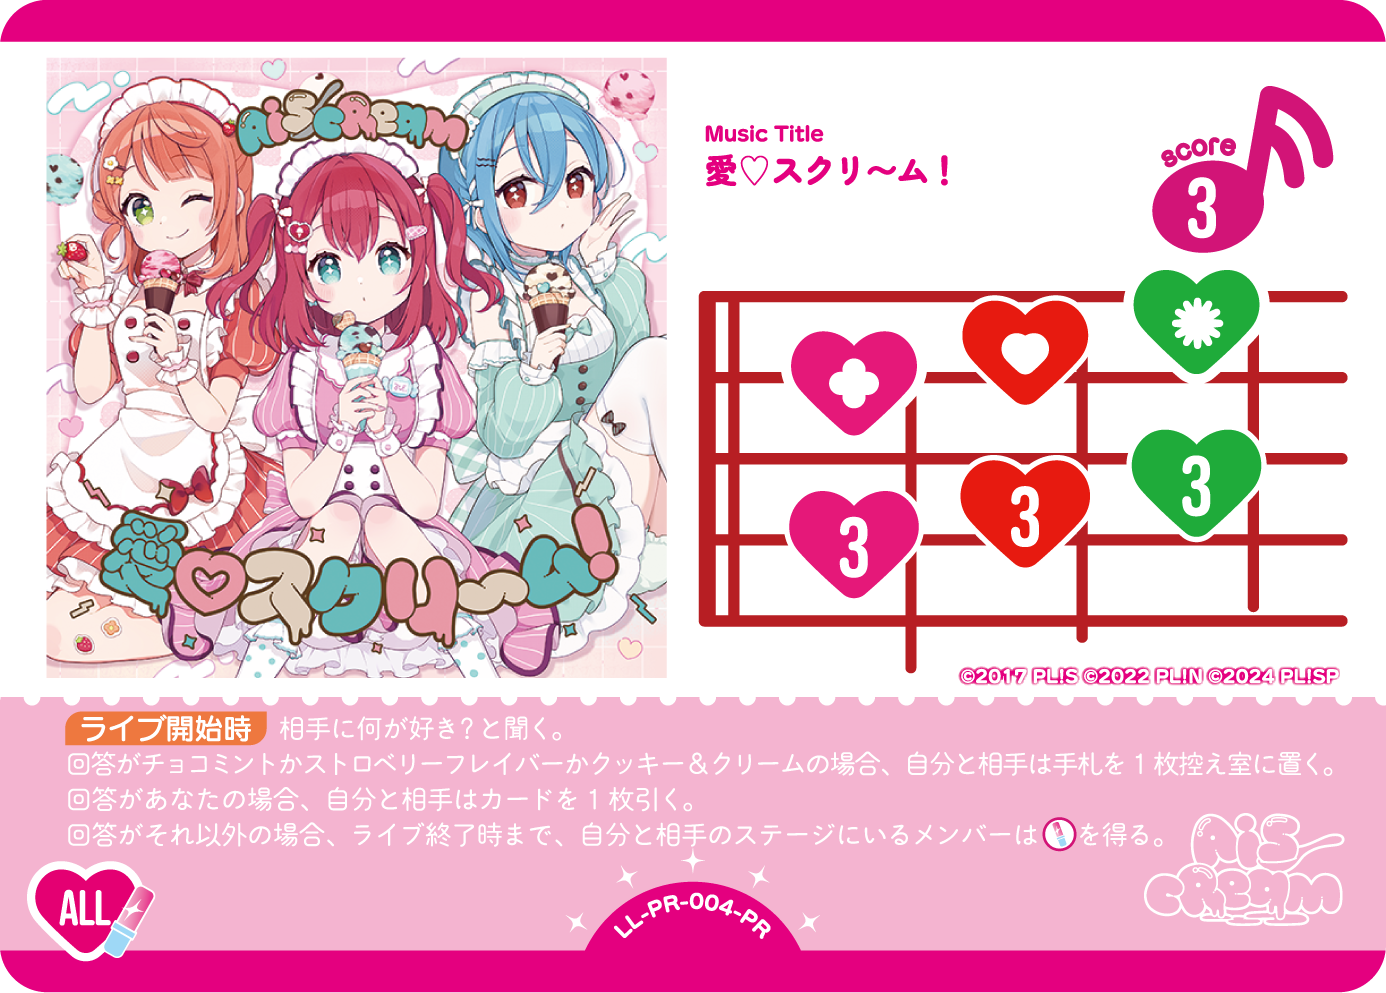 AiSCREAM
愛♡スクリ〜ム！
Music Title
愛♡スクリ〜ム！
score
3
3
3
3
©2017 PL!S ©2022 PL!N ©2024 PL!SP
ライブ開始時 相手に何が好き？と聞く。
回答がチョコミントかストロベリーフレイバーかクッキー＆クリームの場合、自分と相手は手札を1枚控え室に置く。
回答があなたの場合、自分と相手はカードを1枚引く。
回答がそれ以外の場合、ライブ終了時まで、自分と相手のステージにいるメンバーはを得る。
AiSCREAM
ALL
LL-PR-004-PR